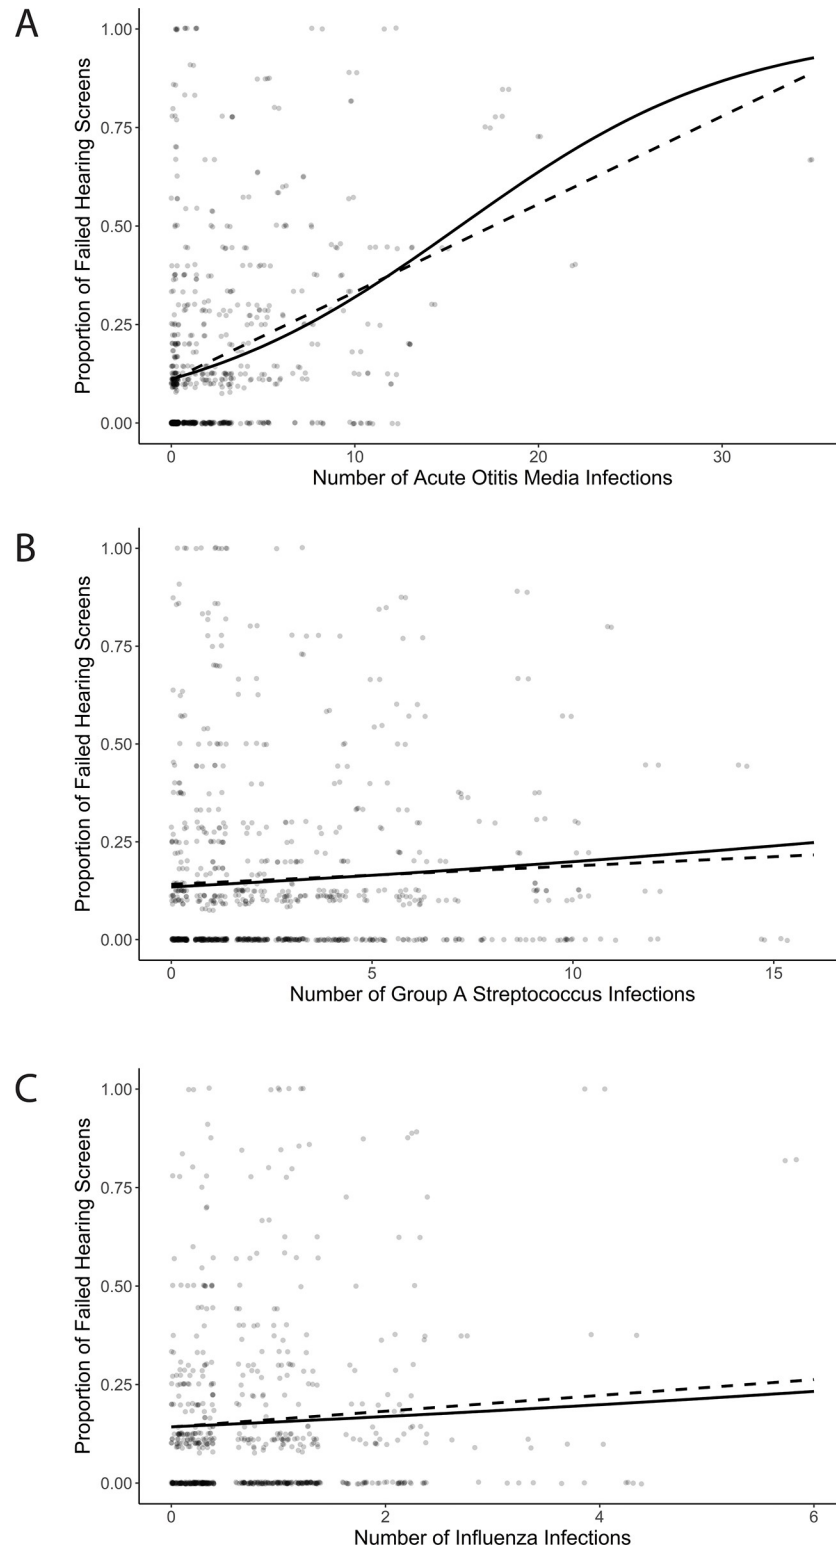 A
Proportion of Failed Hearing Screens
1.00
0.75
0.50
0.25
0.00
0 10 20 30
Number of Acute Otitis Media Infections
B
Proportion of Failed Hearing Screens
1.00
0.75
0.50
0.25
0.00
0 5 10 15
Number of Group A Streptococcus Infections
C
Proportion of Failed Hearing Screens
1.00
0.75
0.50
0.25
0.00
0 2 4 6
Number of Influenza Infections